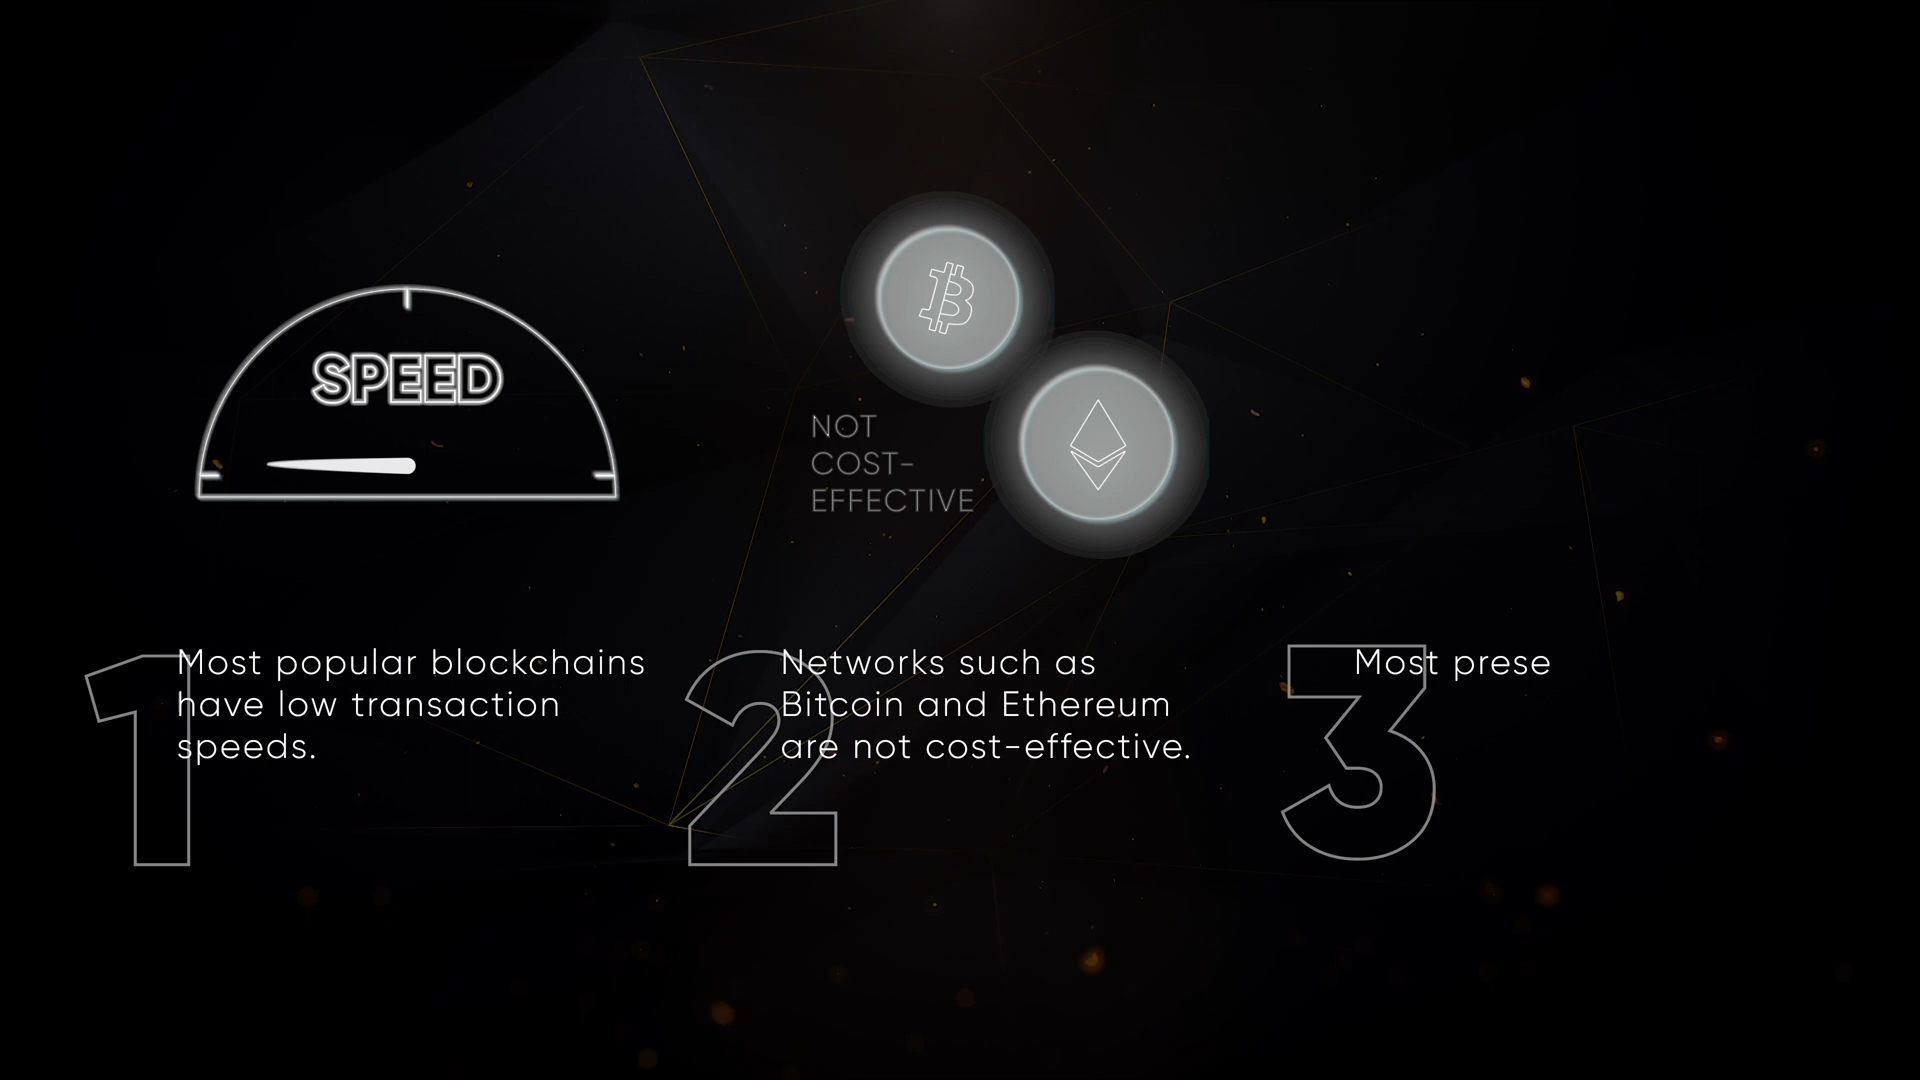 SPEED
NOT
COST-
EFFECTIVE
1
Most popular blockchains
have low transaction
speeds.
2
Networks such as
Bitcoin and Ethereum
are not cost-effective.
3
Most prese